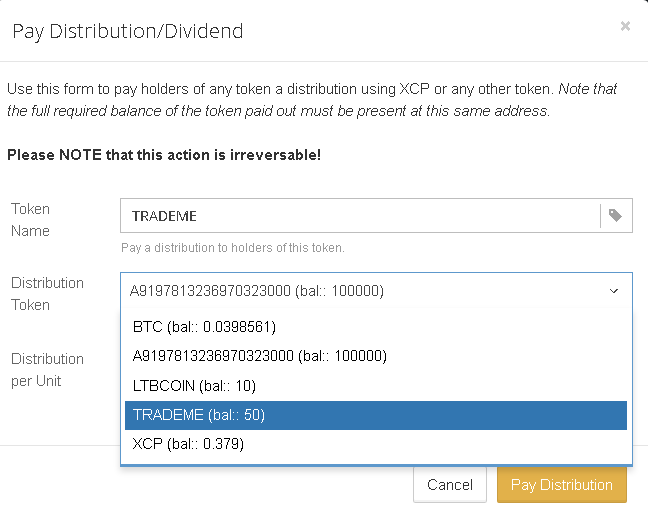 Pay Distribution/Dividend
×
Use this form to pay holders of any token a distribution using XCP or any other token. Note that
the full required balance of the token paid out must be present at this same address.
Please NOTE that this action is irreversable!
Token
Name
TRADEME
Pay a distribution to holders of this token.
Distribution
Token
A9197813236970323000 (bal:: 100000)
BTC (bal:: 0.0398561)
A9197813236970323000 (bal:: 100000)
LTBCOIN (bal:: 10)
TRADEME (bal:: 50)
XCP (bal:: 0.379)
Distribution
per Unit
Cancel
Pay Distribution